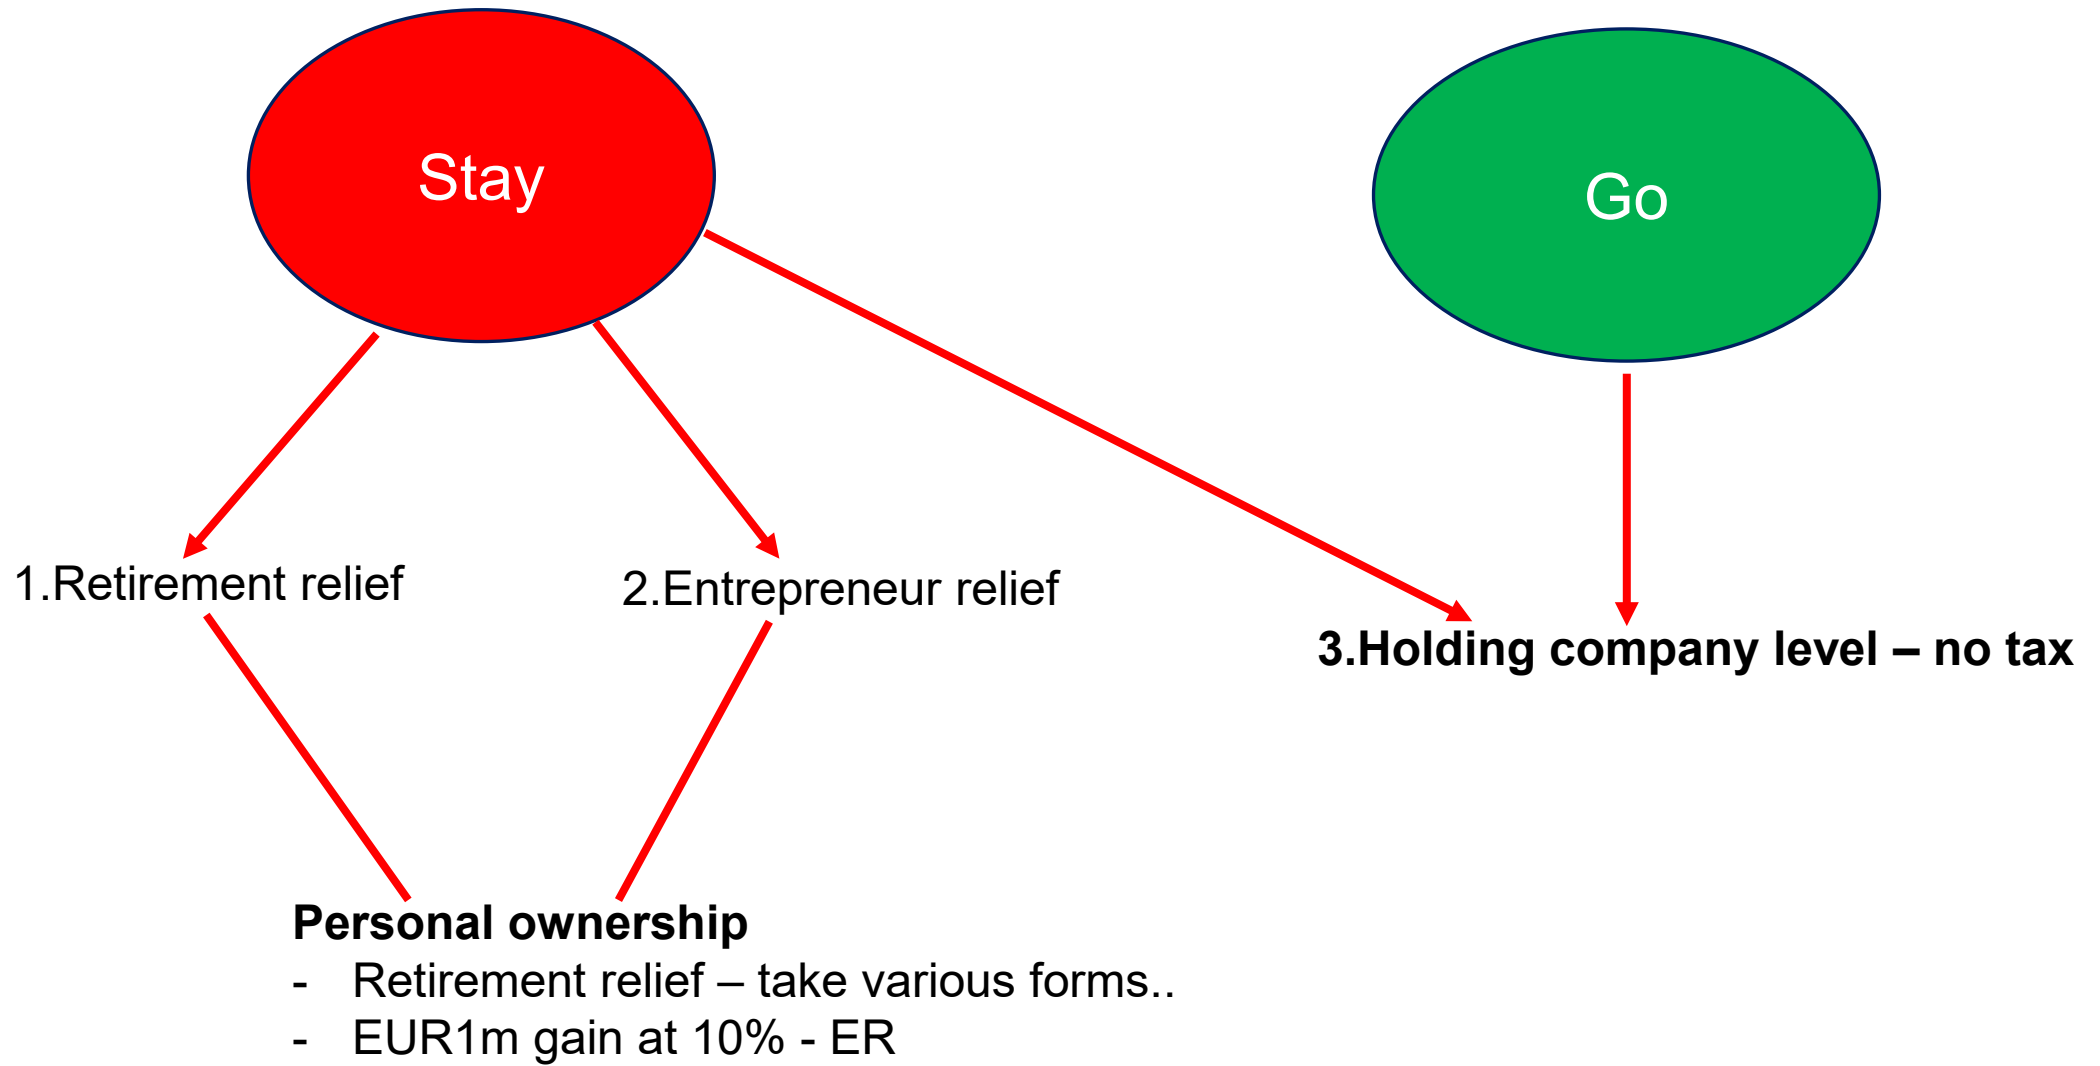 Stay
Go
1.Retirement relief
2.Entrepreneur relief
3.Holding company level – no tax
Personal ownership
- Retirement relief – take various forms..
- EUR1m gain at 10% - ER